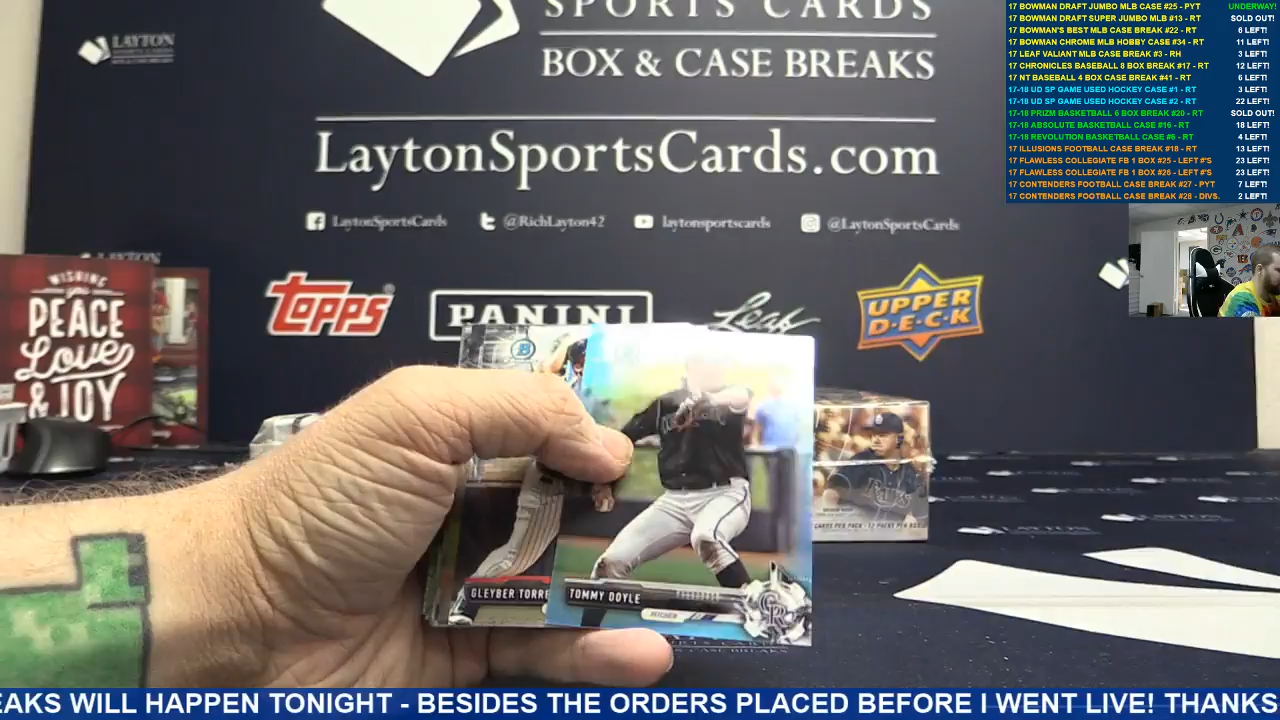 SPORTS CARDS
BOX & CASE BREAKS
LaytonSportsCards.com
LaytonSportsCards
@RichLayton42
laytonsportscards
@LaytonSportsCards
LAYTON
topps
PANINI
Leaf
UPPER
D·E·C·K
WISHING
PEACE
Love
& JOY
17 BOWMAN DRAFT JUMBO MLB CASE #25 - PYT UNDERWAY!
17 BOWMAN DRAFT SUPER JUMBO MLB #13 - RT SOLD OUT!
17 BOWMAN'S BEST MLB CASE BREAK #22 - RT 6 LEFT!
17 BOWMAN CHROME MLB HOBBY CASE #34 - RT 11 LEFT!
17 LEAF VALIANT MLB CASE BREAK #3 - RH 3 LEFT!
17 CHRONICLES BASEBALL 8 BOX BREAK #17 - RT 12 LEFT!
17 NT BASEBALL 4 BOX CASE BREAK #41 - RT 6 LEFT!
17-18 UD SP GAME USED HOCKEY CASE #1 - RT 3 LEFT!
17-18 UD SP GAME USED HOCKEY CASE #2 - RT 22 LEFT!
17-18 PRIZM BASKETBALL 6 BOX BREAK #20 - RT SOLD OUT!
17-18 ABSOLUTE BASKETBALL CASE #16 - RT 18 LEFT!
17-18 REVOLUTION BASKETBALL CASE #6 - RT 4 LEFT!
17 ILLUSIONS FOOTBALL CASE BREAK #18 - RT 13 LEFT!
17 FLAWLESS COLLEGIATE FB 1 BOX #25 - LEFT #'S 23 LEFT!
17 FLAWLESS COLLEGIATE FB 1 BOX #26 - LEFT #'S 23 LEFT!
17 CONTENDERS FOOTBALL CASE BREAK #27 - PYT 7 LEFT!
17 CONTENDERS FOOTBALL CASE BREAK #28 - DIVS. 2 LEFT!
GLEYBER TORRE
TOMMY DOYLE
PITCHER
CR
RAYS
EAKS WILL HAPPEN TONIGHT - BESIDES THE ORDERS PLACED BEFORE I WENT LIVE! THANKS